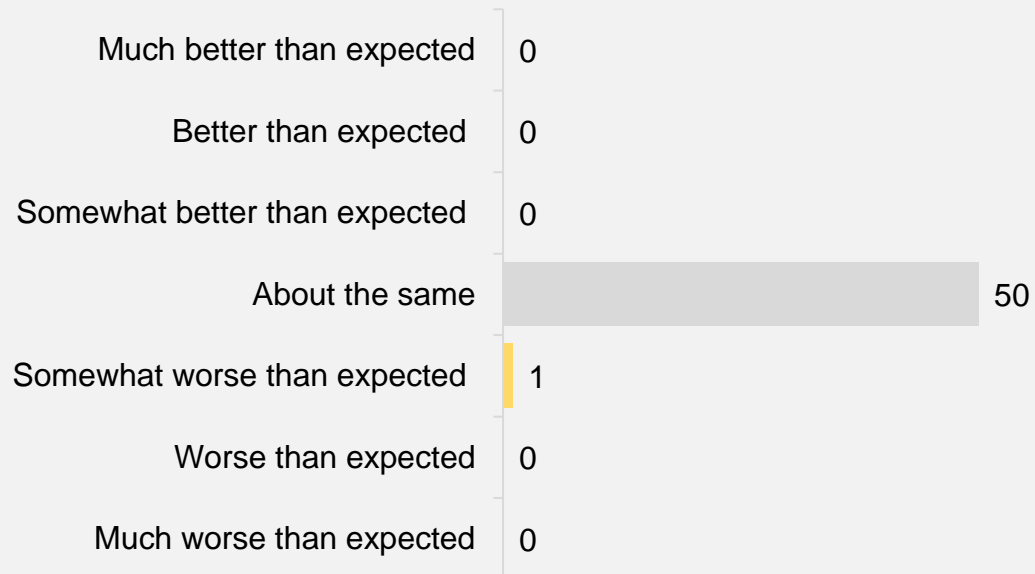 Much better than expected 0
Better than expected 0
Somewhat better than expected 0
About the same 50
Somewhat worse than expected 1
Worse than expected 0
Much worse than expected 0